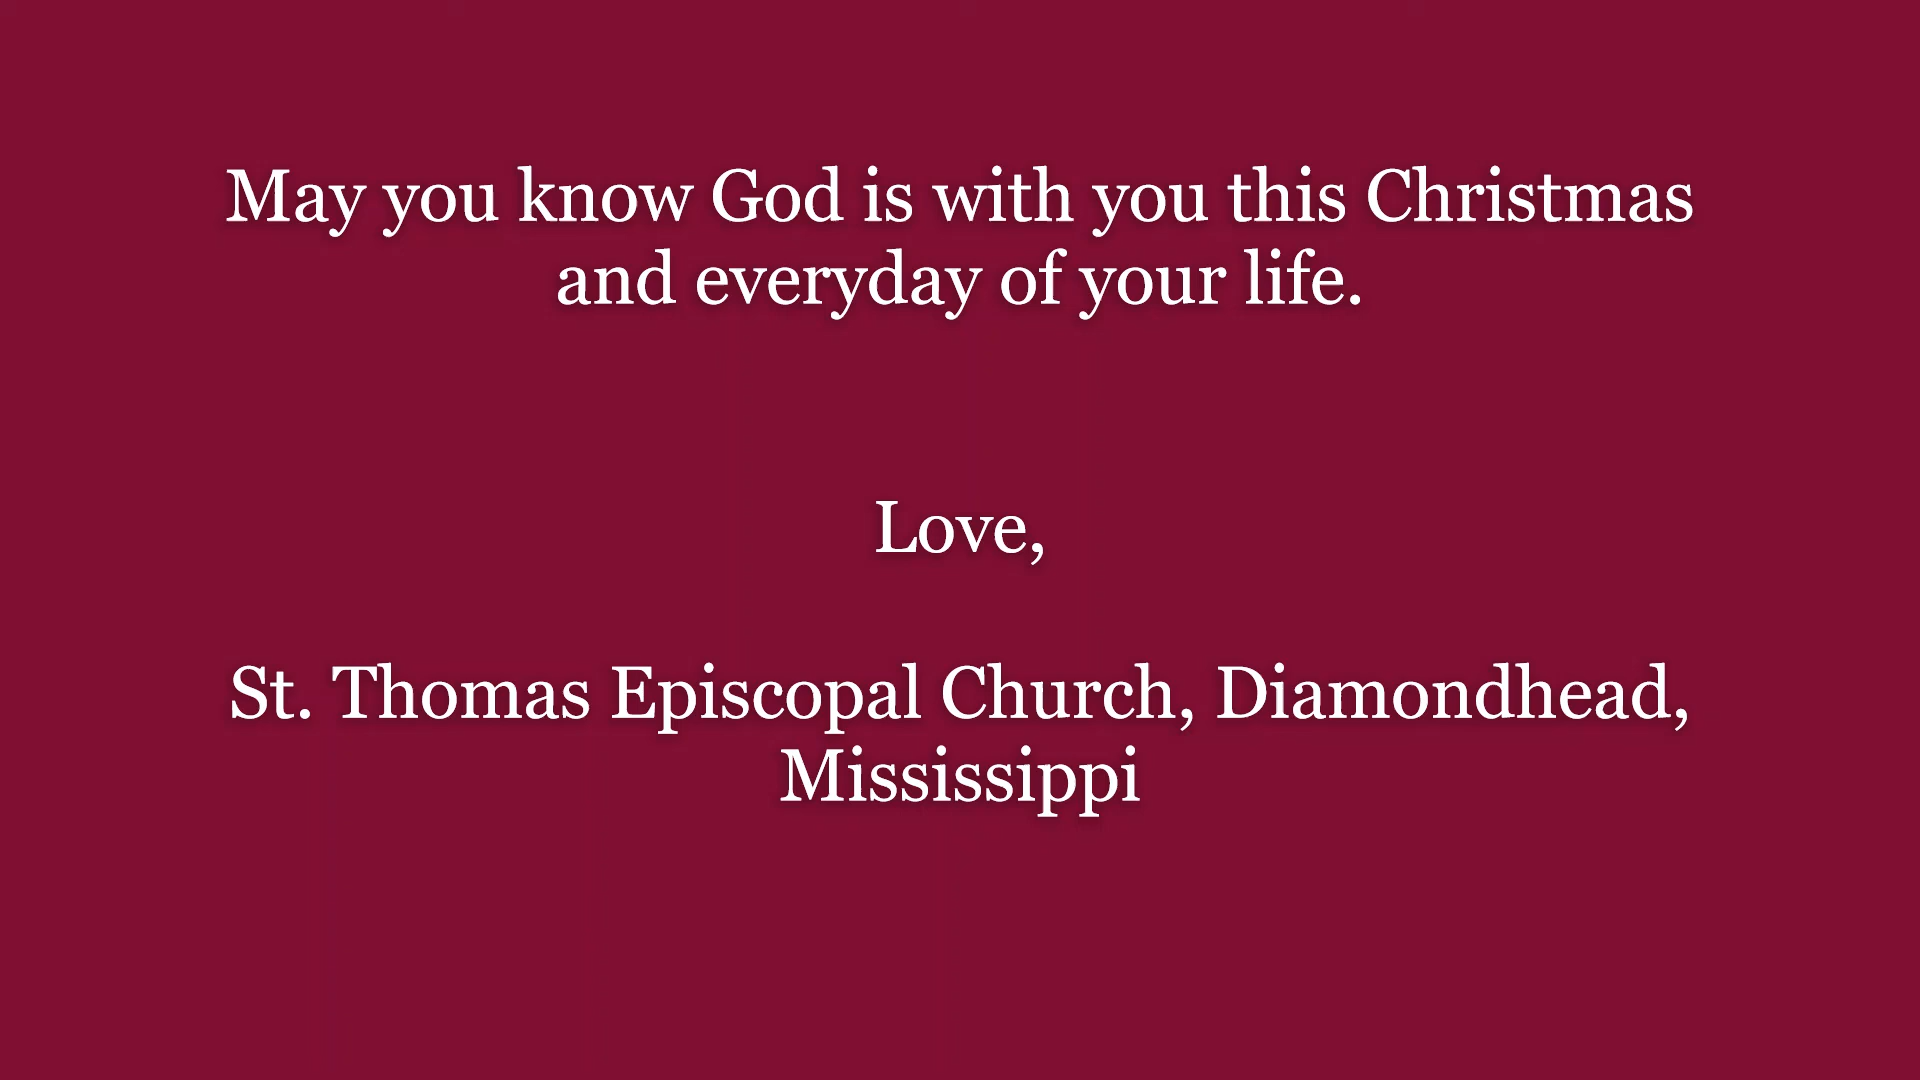 May you know God is with you this Christmas
and everyday of your life.
Love,
St. Thomas Episcopal Church, Diamondhead,
Mississippi